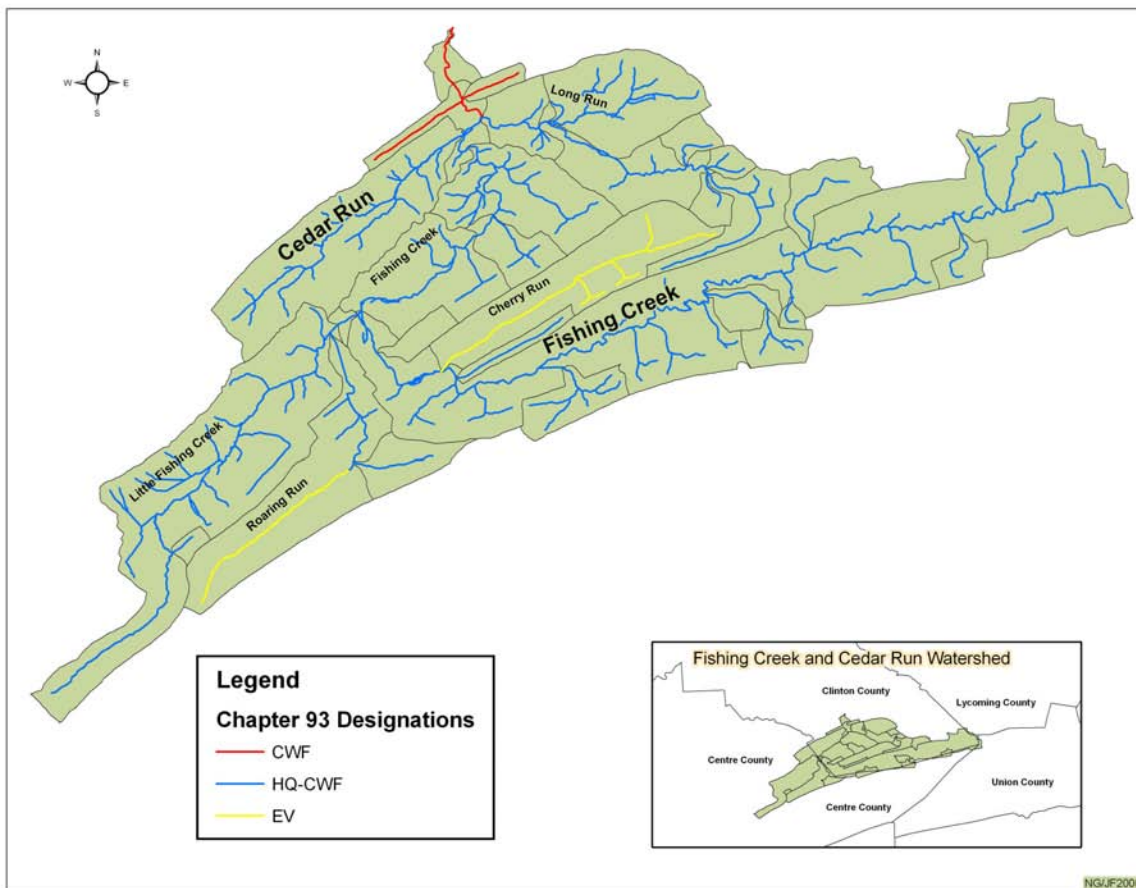 N
W E
S
Long Run
Cedar Run
Fishing Creek
Cherry Run
Fishing Creek
Little Fishing Creek
Roaring Run
Legend
Chapter 93 Designations
CWF
HQ-CWF
EV
Fishing Creek and Cedar Run Watershed
Clinton County
Lycoming County
Centre County
Union County
Centre County